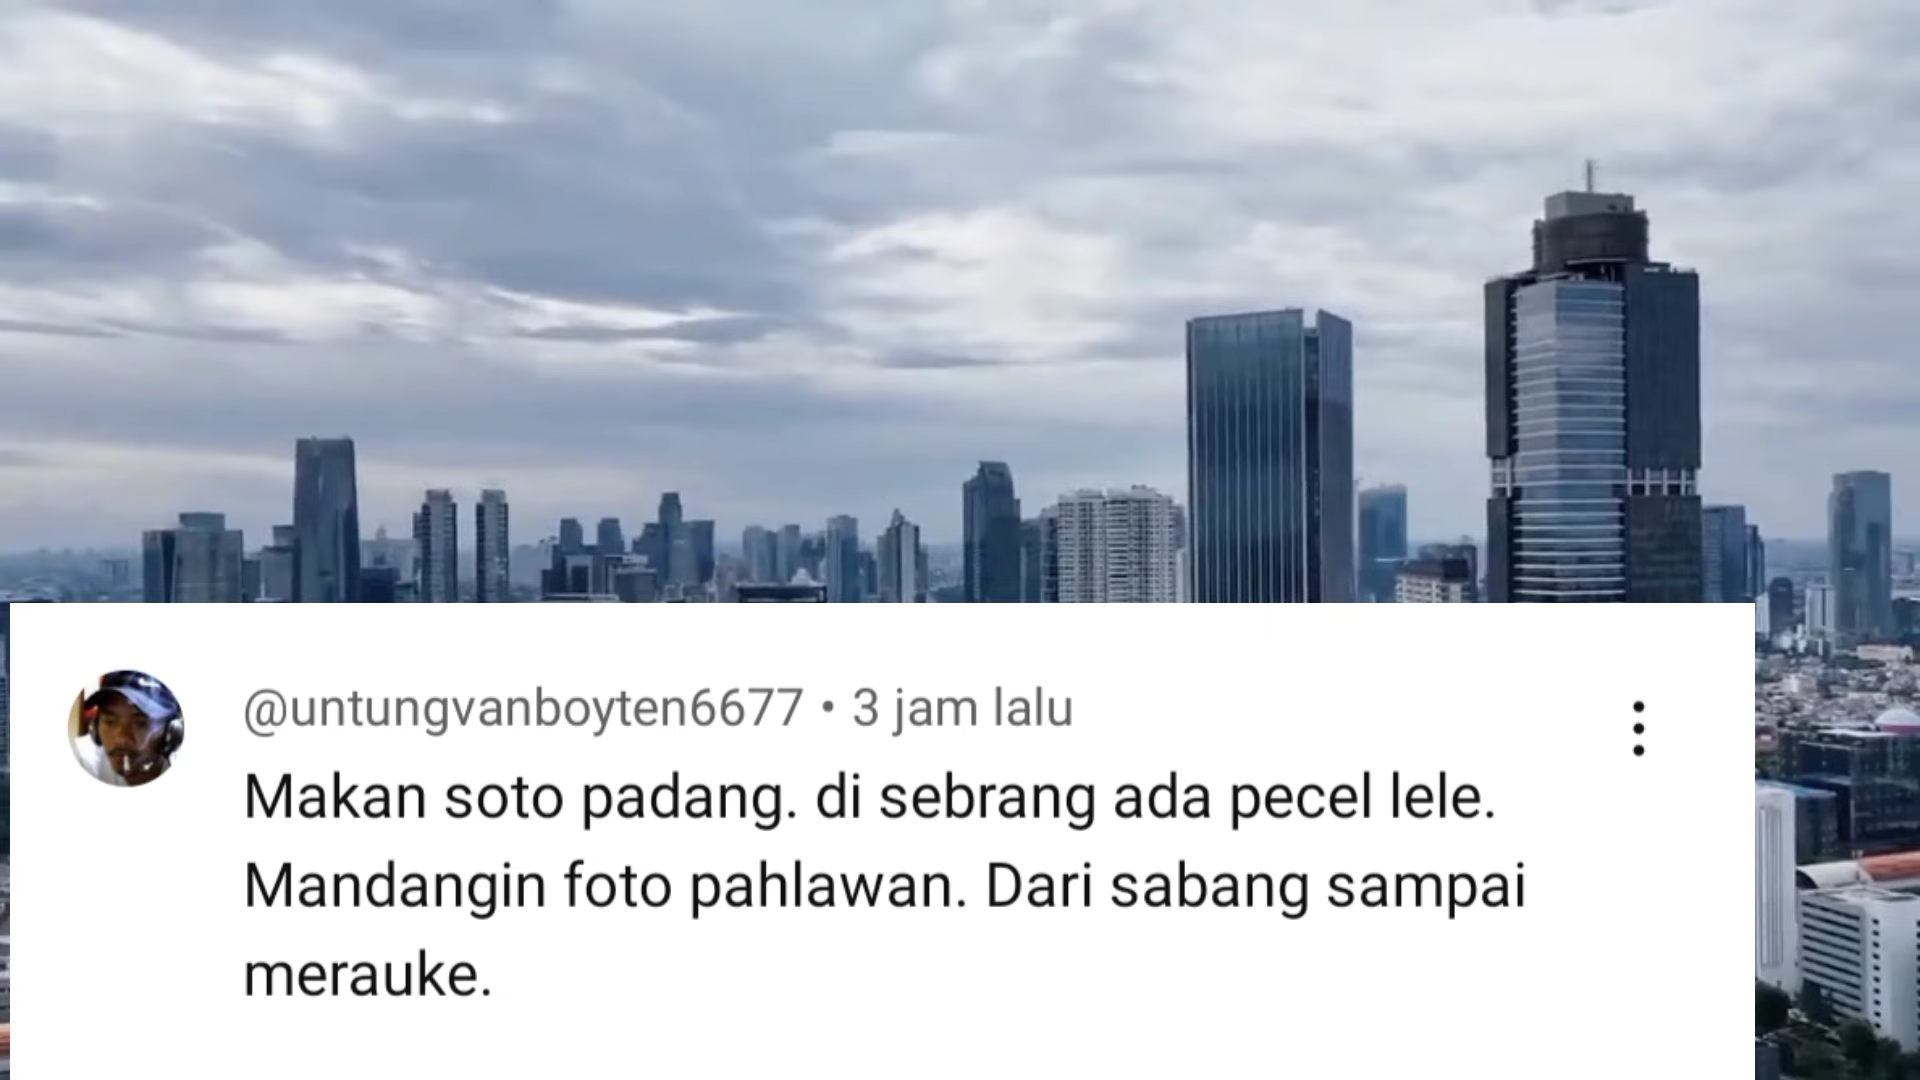 @untungvanboyten6677 • 3 jam lalu
Makan soto padang. di sebrang ada pecel lele.
Mandangin foto pahlawan. Dari sabang sampai
merauke.